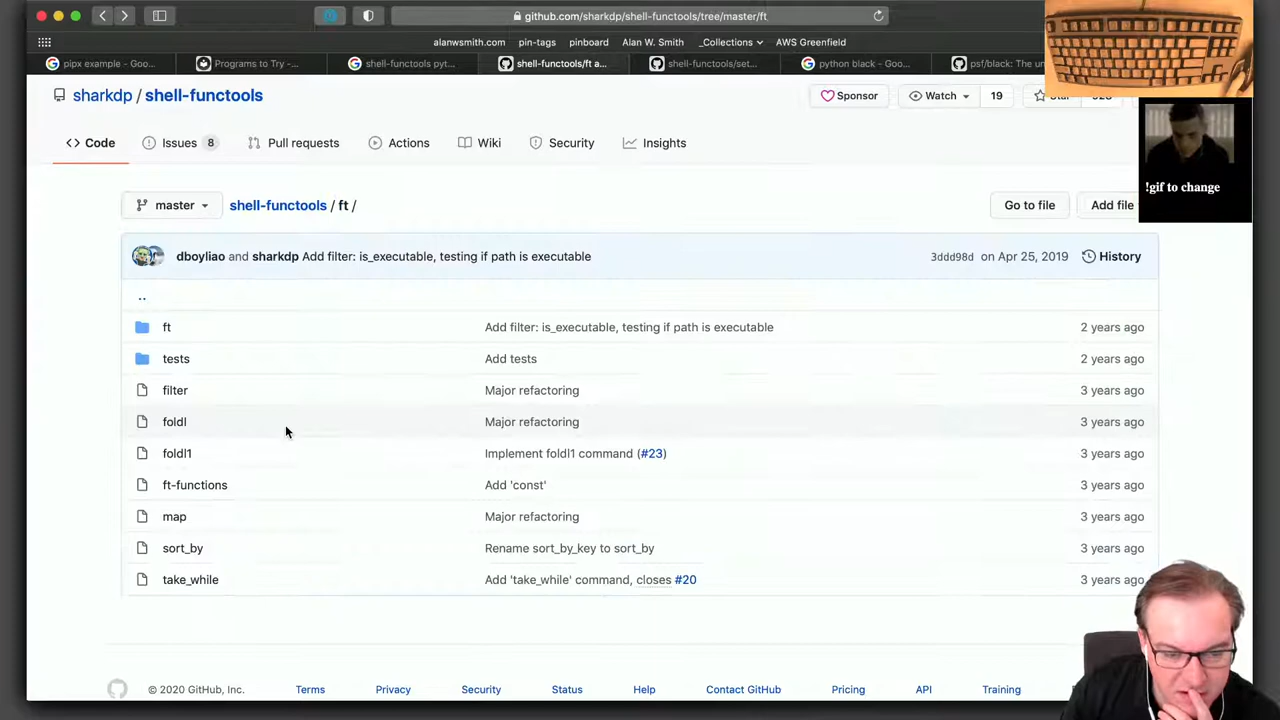 github.com/sharkdp/shell-functools/tree/master/ft
alanwsmith.com pin-tags pinboard Alan W. Smith _Collections AWS Greenfield
pipx example - Goo... Programs to Try -... shell-functools pyt... shell-functools/ft a... shell-functools/set... python black - Goo... psf/black: The un
sharkdp / shell-functools
Sponsor Watch 19 Star
Code Issues 8 Pull requests Actions Wiki Security Insights
!gif to change
master shell-functools / ft / Go to file Add file
dboyliao and sharkdp Add filter: is_executable, testing if path is executable 3ddd98d on Apr 25, 2019 History
..
ft Add filter: is_executable, testing if path is executable 2 years ago
tests Add tests 2 years ago
filter Major refactoring 3 years ago
foldl Major refactoring 3 years ago
foldl1 Implement foldl1 command (#23) 3 years ago
ft-functions Add 'const' 3 years ago
map Major refactoring 3 years ago
sort_by Rename sort_by_key to sort_by 3 years ago
take_while Add 'take_while' command, closes #20 3 years ago
© 2020 GitHub, Inc. Terms Privacy Security Status Help Contact GitHub Pricing API Training